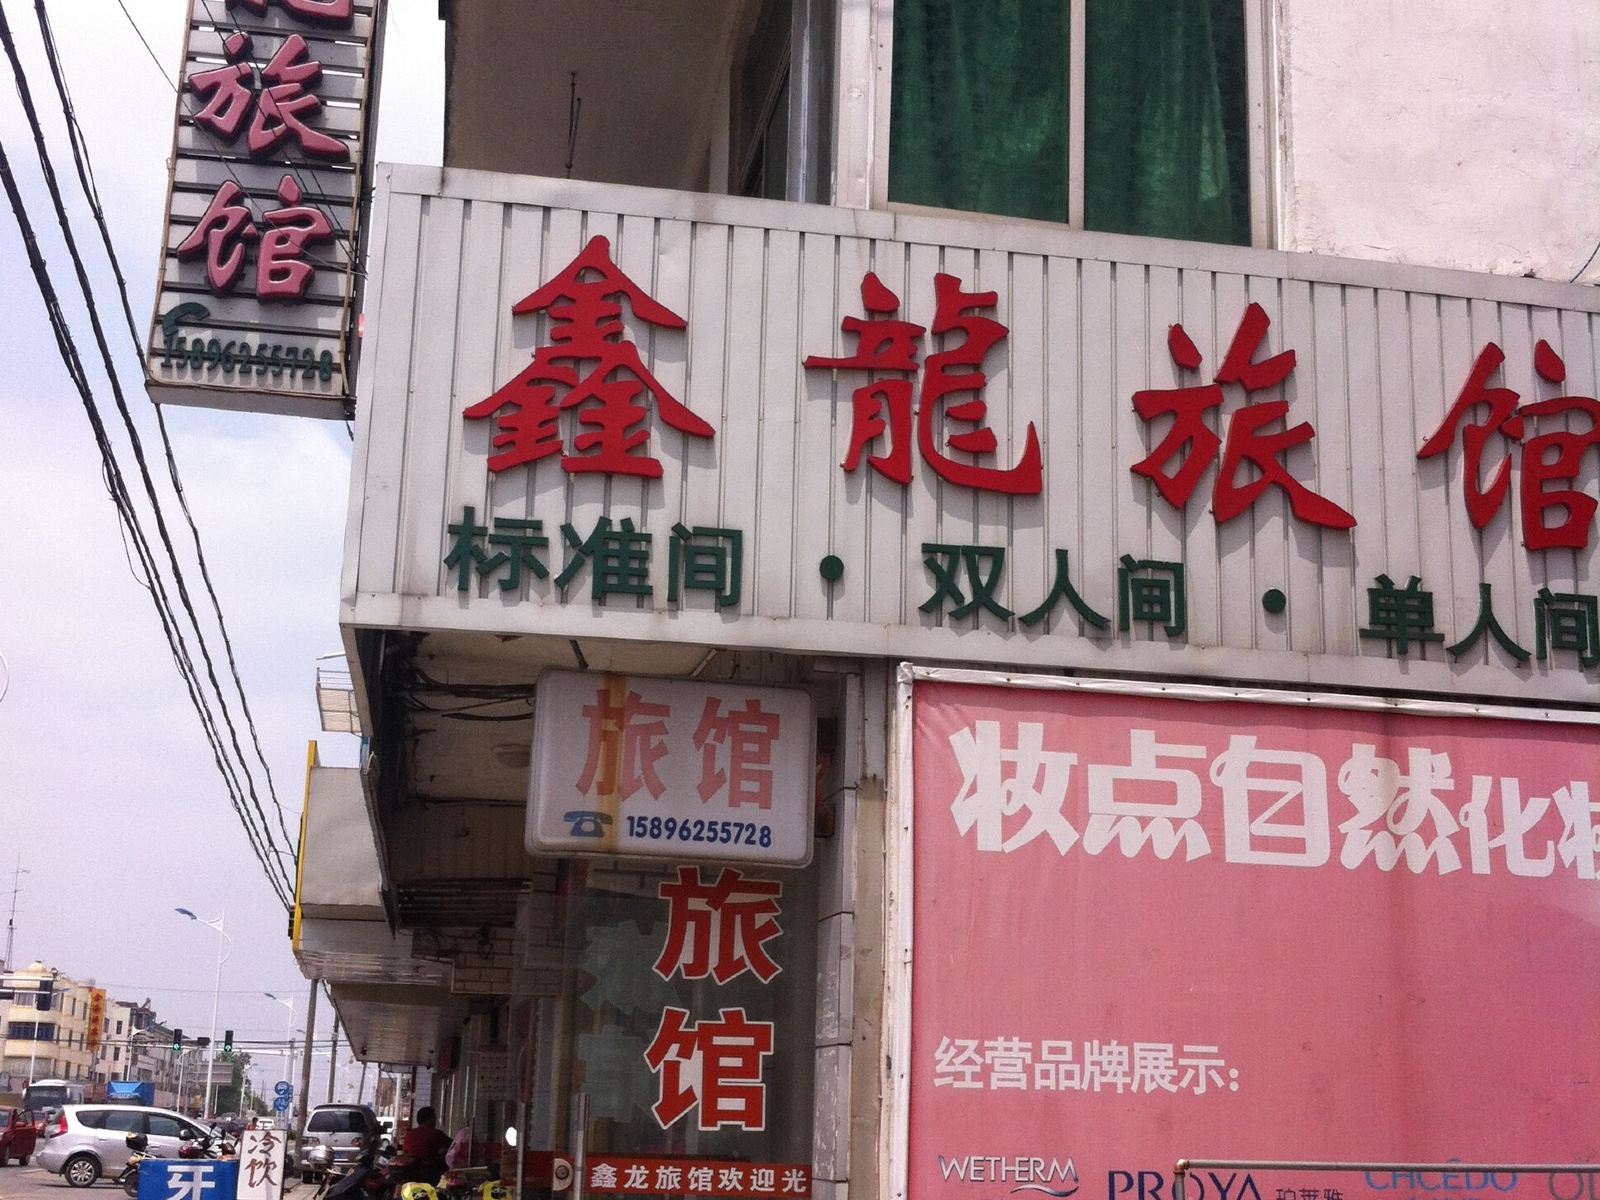 旅馆
15896255728
鑫龍旅馆
标准间·双人间·单人间
旅馆
15896255728
旅馆
鑫龙旅馆欢迎光
妆点自然化妆
经营品牌展示:
WETHERM
PROYA
CHCÉDO
冷饮
牙